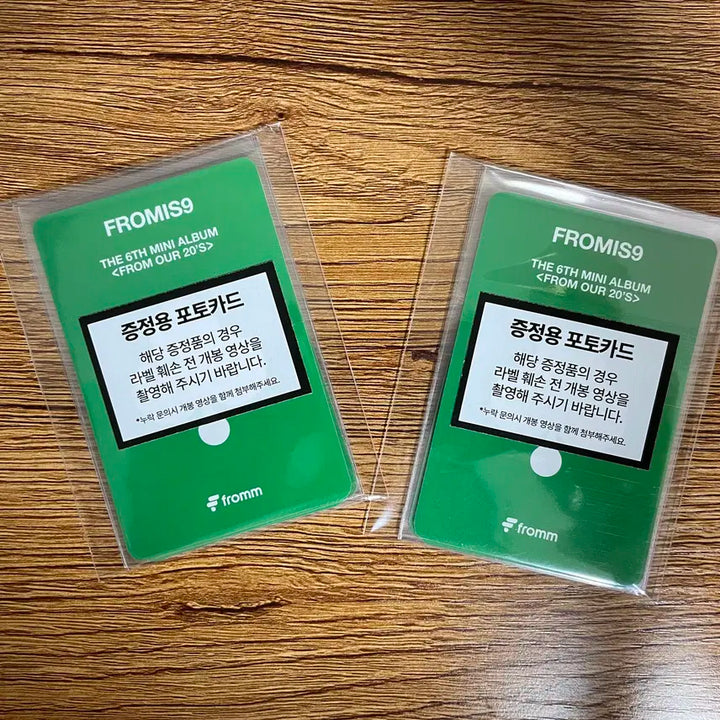 FROMIS9
THE 6TH MINI ALBUM
<FROM OUR 20'S>
증정용 포토카드
해당 증정품의 경우
라벨 훼손 전 개봉 영상을
촬영해 주시기 바랍니다.
*누락 문의시 개봉 영상을 함께 첨부해주세요.
fromm
FROMIS9
THE 6TH MINI ALBUM
<FROM OUR 20'S>
증정용 포토카드
해당 증정품의 경우
라벨 훼손 전 개봉 영상을
촬영해 주시기 바랍니다.
*누락 문의시 개봉 영상을 함께 첨부해주세요.
fromm